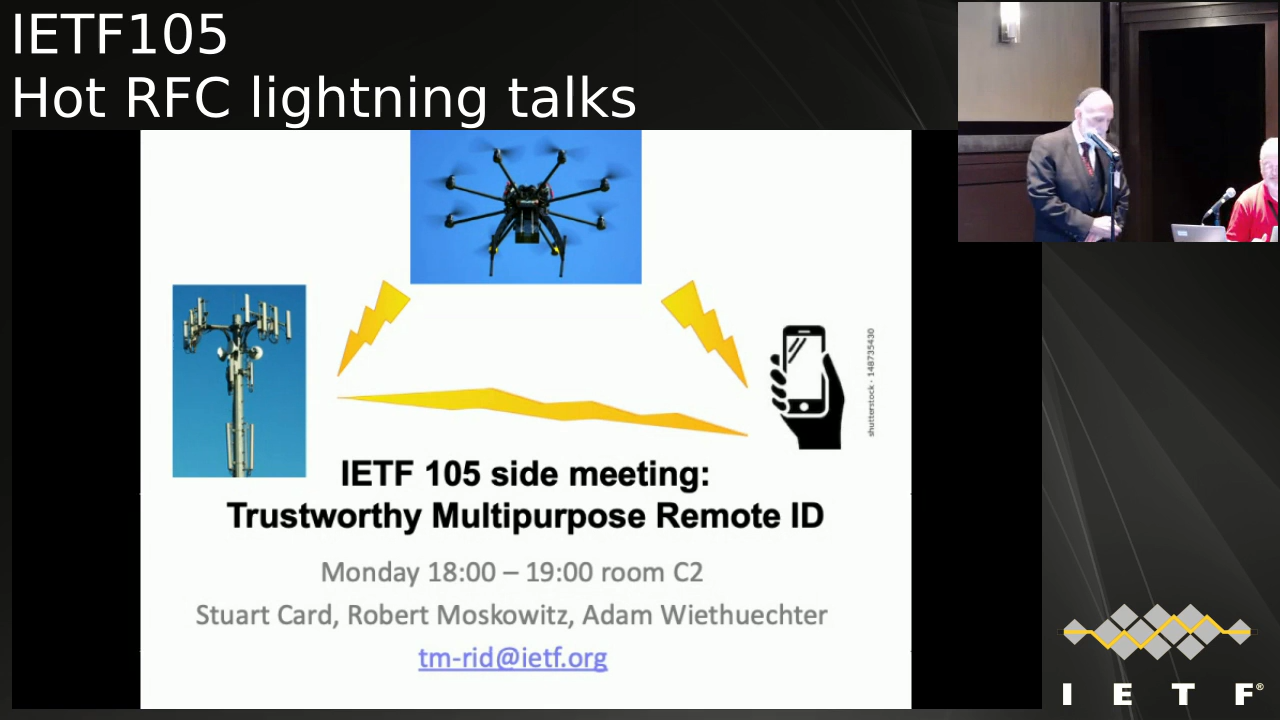 IETF105
Hot RFC lightning talks
shutterstock · 148735430
IETF 105 side meeting:
Trustworthy Multipurpose Remote ID
Monday 18:00 – 19:00 room C2
Stuart Card, Robert Moskowitz, Adam Wiethuechter
tm-rid@ietf.org
I E T F®